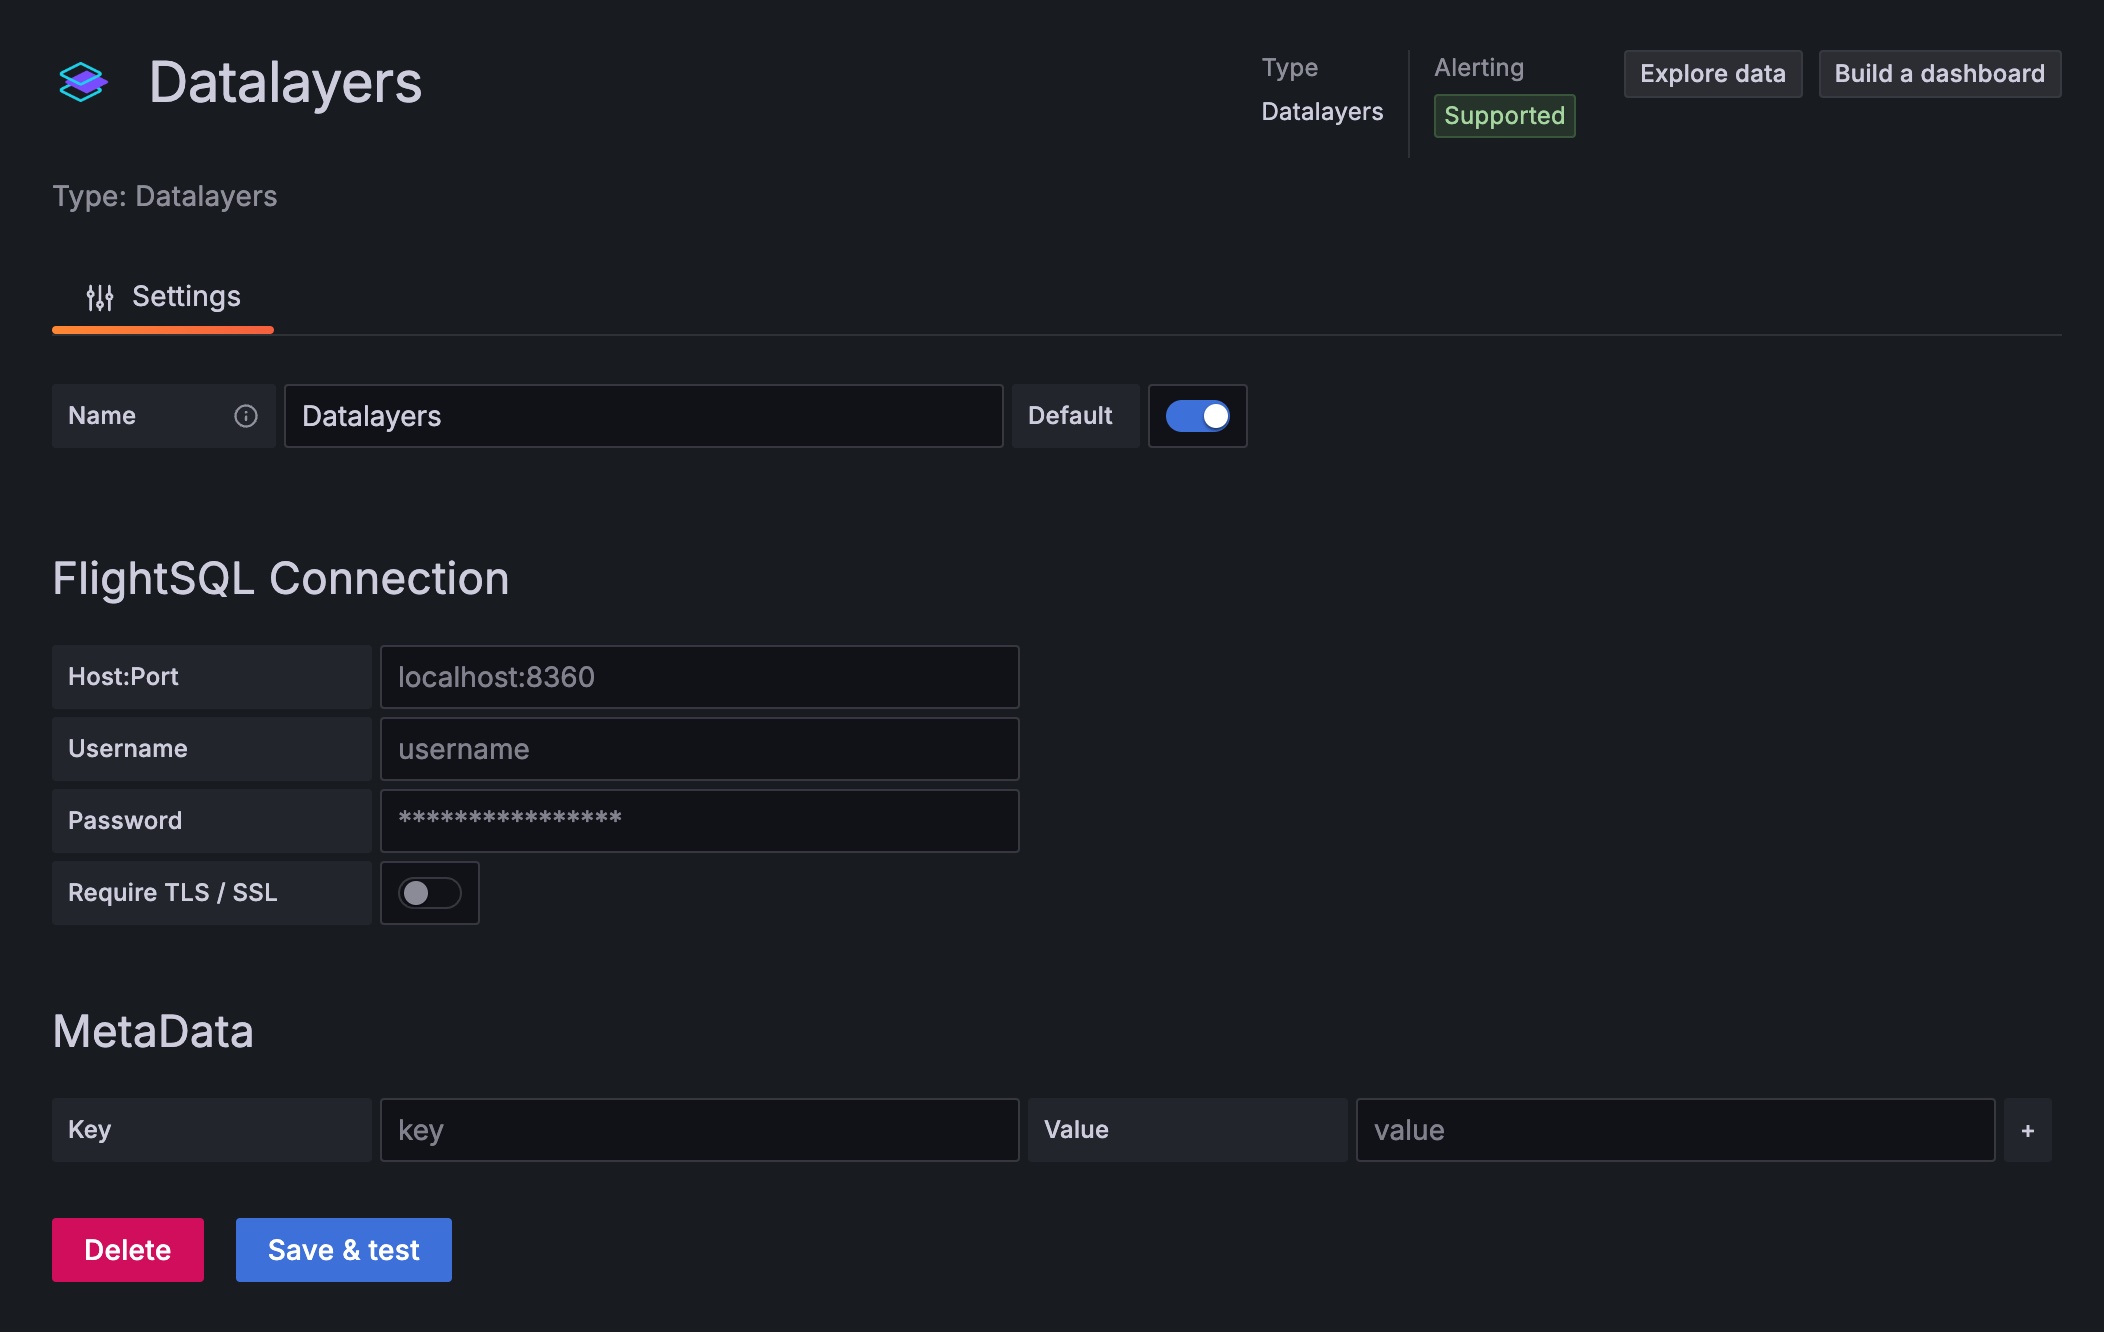 Datalayers
Type
Datalayers
Alerting
Supported
Explore data
Build a dashboard
Type: Datalayers
Settings
Name
Datalayers
Default
FlightSQL Connection
Host:Port
localhost:8360
Username
username
Password
****************
Require TLS / SSL
MetaData
Key
key
Value
value
+
Delete
Save & test